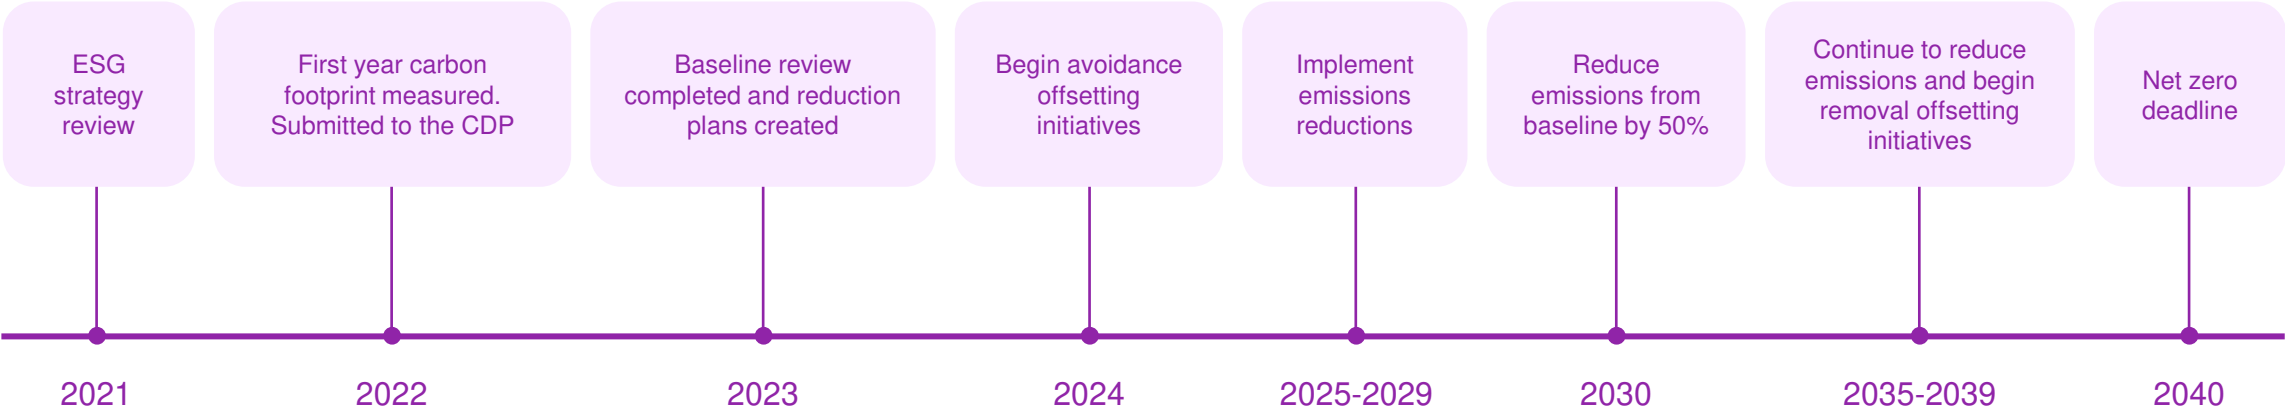 ESG
strategy
review
First year carbon
footprint measured.
Submitted to the CDP
Baseline review
completed and reduction
plans created
Begin avoidance
offsetting
initiatives
Implement
emissions
reductions
Reduce
emissions from
baseline by 50%
Continue to reduce
emissions and begin
removal offsetting
initiatives
Net zero
deadline
2021
2022
2023
2024
2025-2029
2030
2035-2039
2040